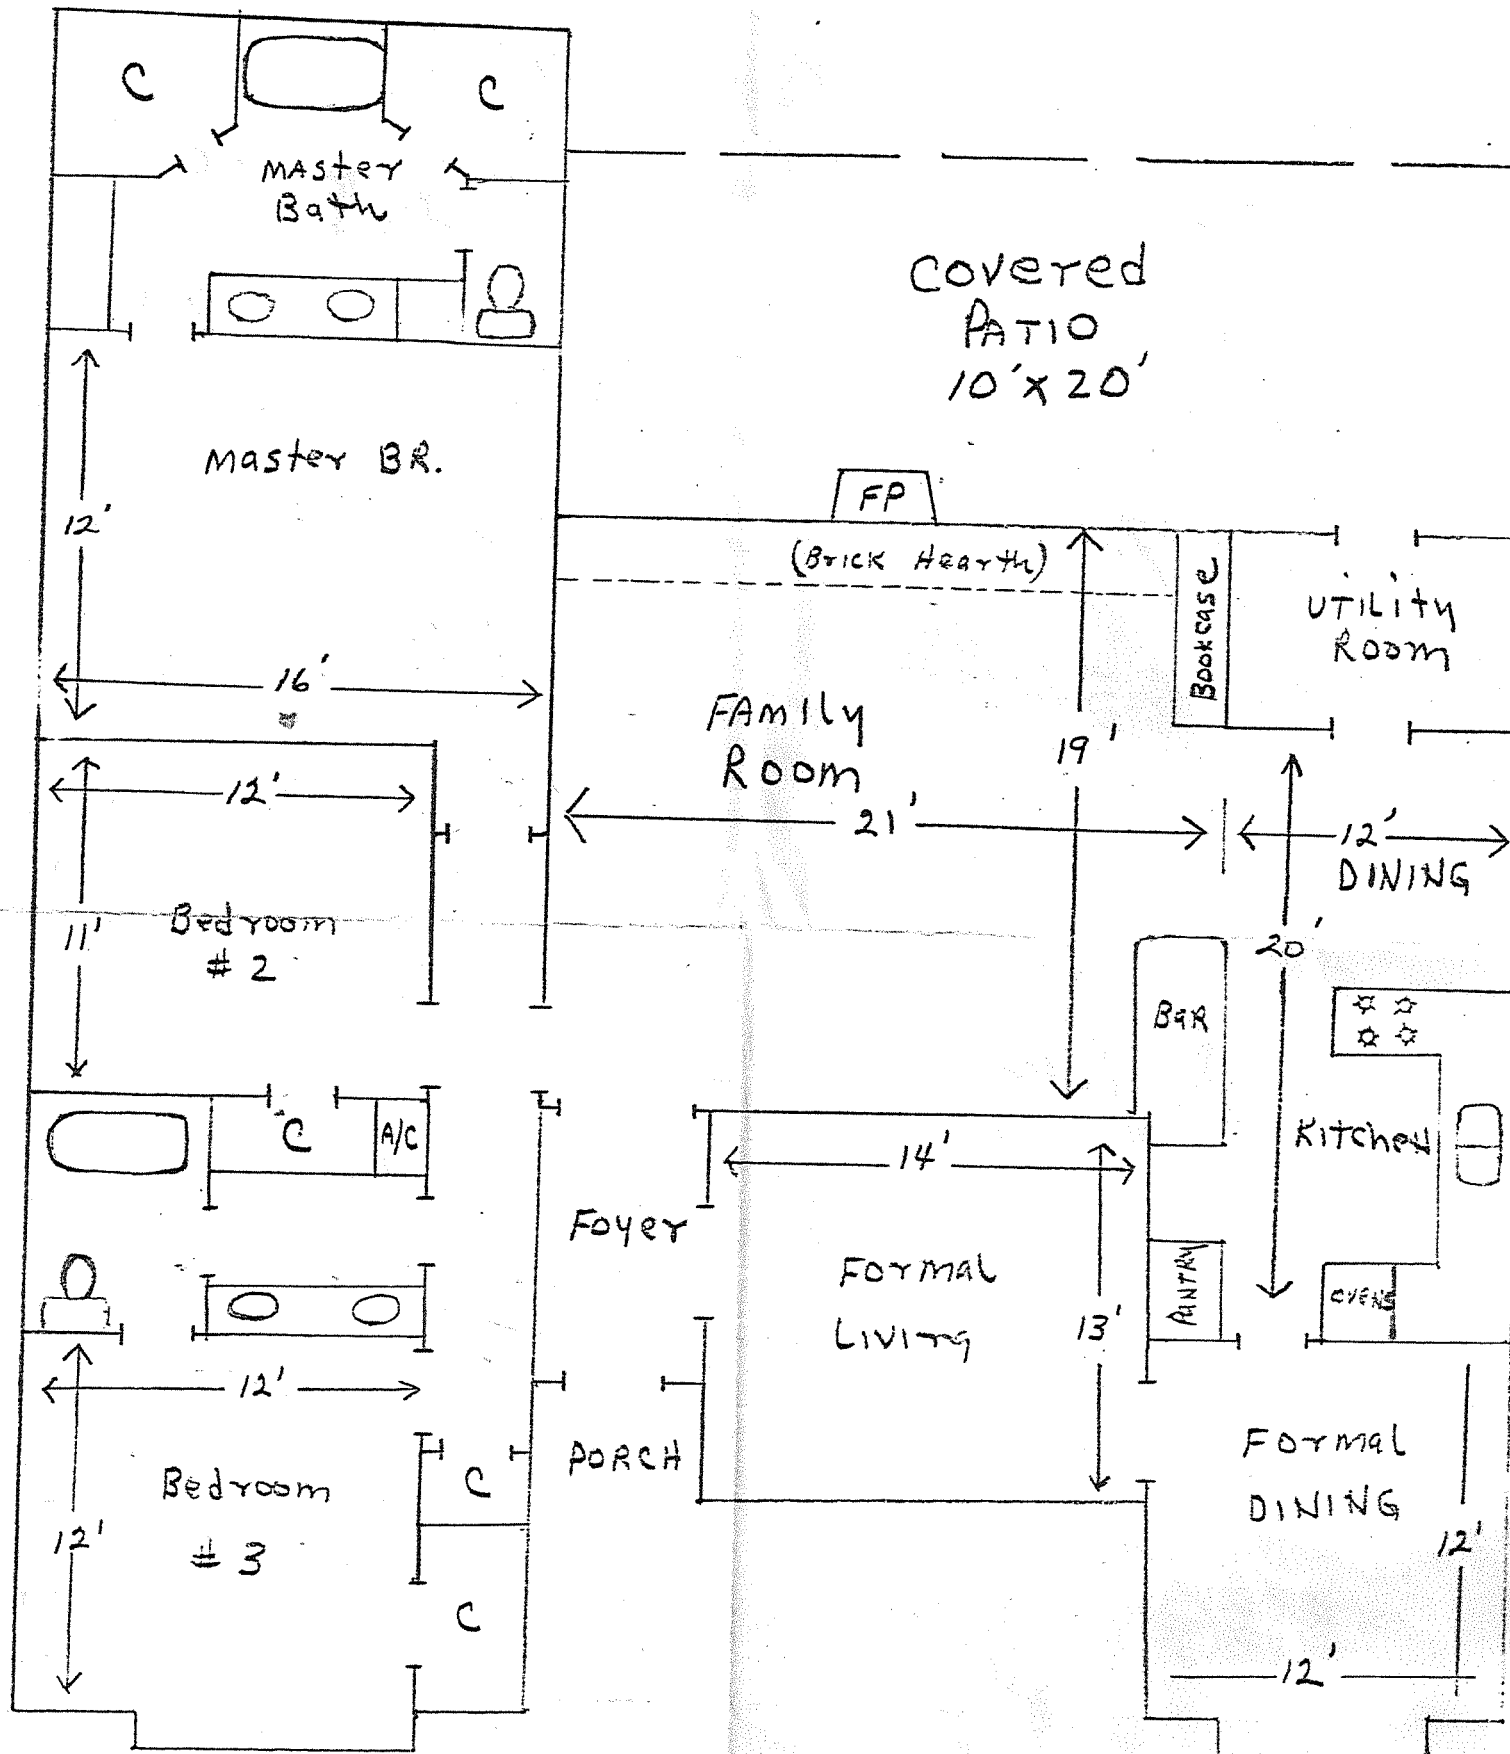 C
C
MASter
Bath
Covered
PATIO
10' x 20'
Master BR.
12'
16'
FP
(Brick Hearth)
BOOKCASE
UTILity
ROOM
FAMILY
ROOM
19'
21'
12'
DINING
20'
12'
11'
Bedroom
# 2
BAR
KitcheN
C
A/C
Foyer
14'
FOrmal
LIVING
13'
PANTRY
OVENS
12'
Bedroom
# 3
12'
C
C
PORCH
FOrmal
DINING
12'
12'